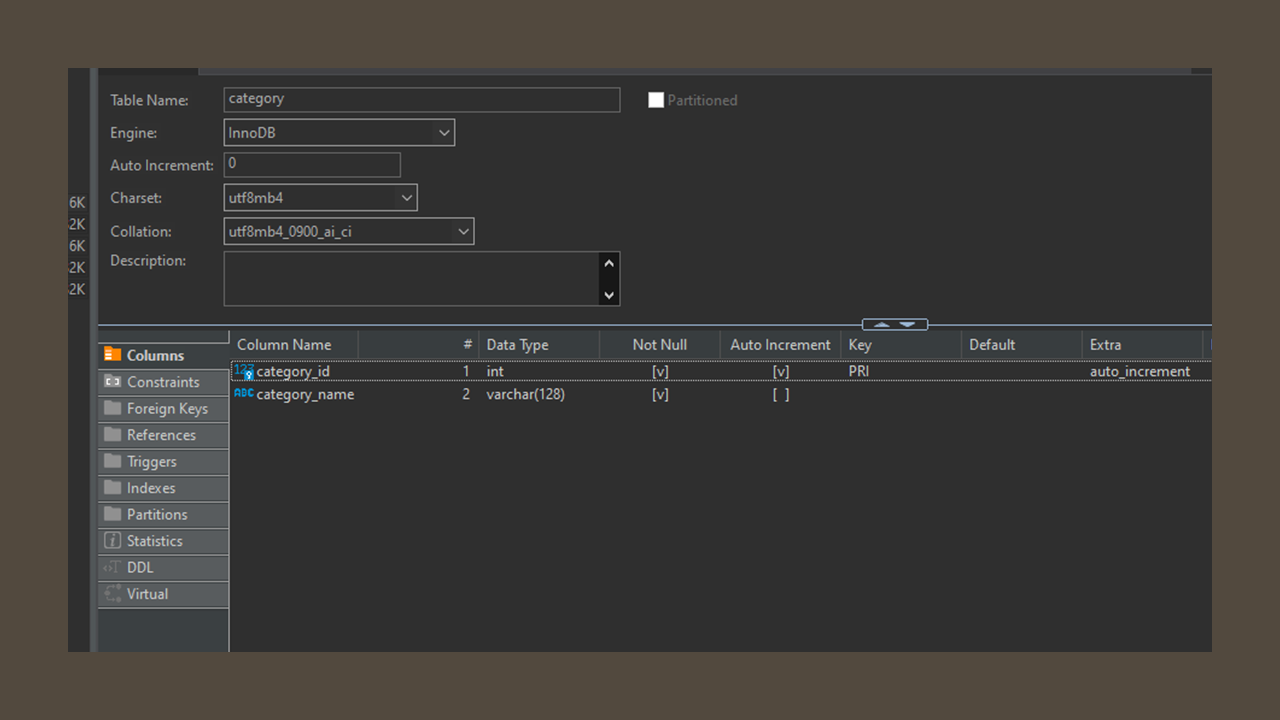 Table Name: category Partitioned
Engine: InnoDB
Auto Increment: 0
Charset: utf8mb4
Collation: utf8mb4_0900_ai_ci
Description:
6K
2K
6K
2K
2K
Columns
Constraints
Foreign Keys
References
Triggers
Indexes
Partitions
Statistics
DDL
Virtual
Column Name # Data Type Not Null Auto Increment Key Default Extra
123 category_id 1 int [v] [v] PRI auto_increment
ABC category_name 2 varchar(128) [v] [ ]